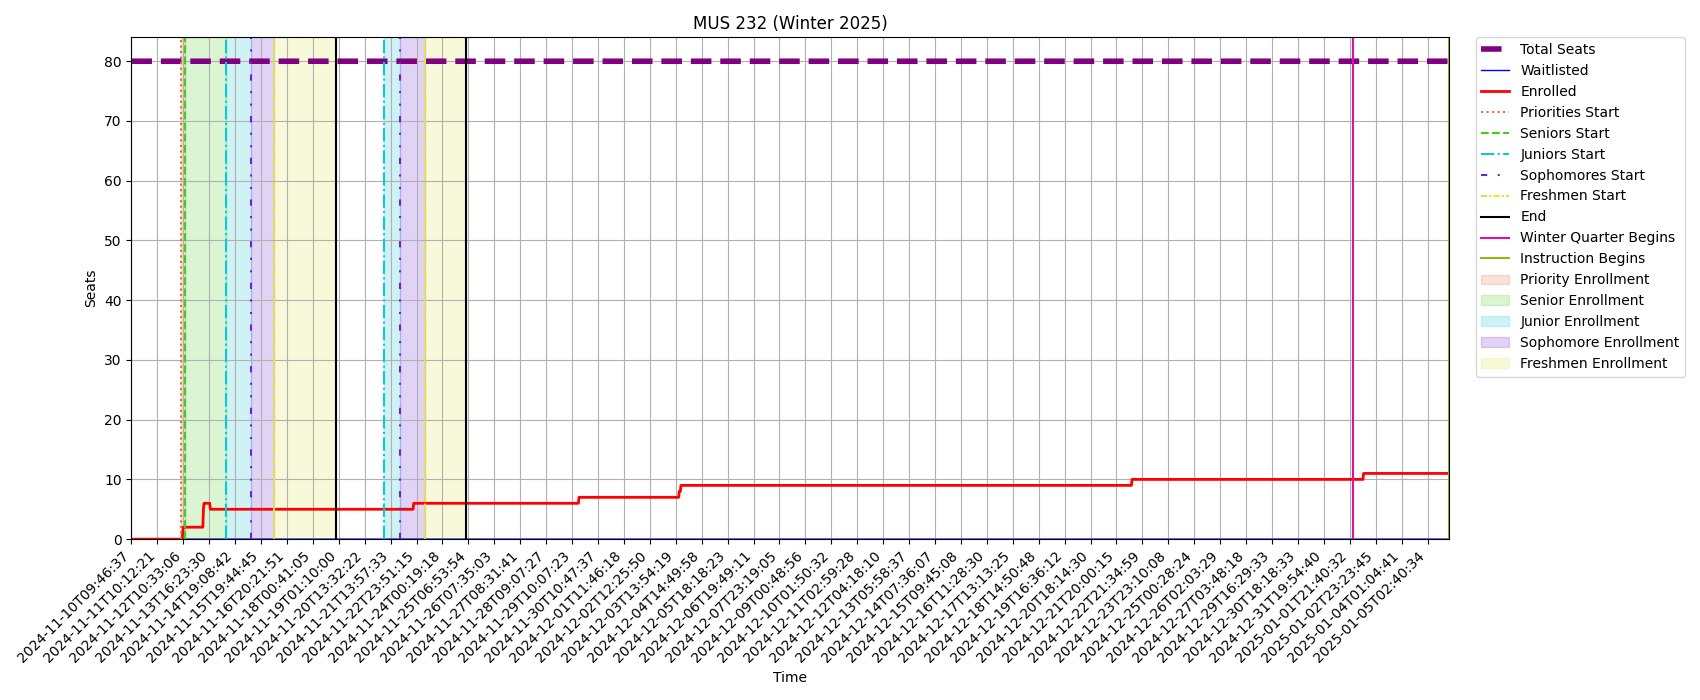 MUS 232 (Winter 2025)
Seats
80
70
60
50
40
30
20
10
0
2024-11-10T09:46:37
2024-11-11T10:12:21
2024-11-12T10:33:06
2024-11-13T16:23:30
2024-11-14T19:08:42
2024-11-15T19:44:45
2024-11-16T20:21:51
2024-11-18T00:41:05
2024-11-19T01:10:00
2024-11-20T13:32:22
2024-11-21T23:57:33
2024-11-22T23:51:15
2024-11-24T00:19:18
2024-11-25T06:53:54
2024-11-26T07:35:03
2024-11-27T08:31:41
2024-11-28T09:07:27
2024-11-29T10:07:23
2024-11-30T10:47:37
2024-12-01T11:46:18
2024-12-02T12:25:50
2024-12-03T13:54:19
2024-12-04T14:49:58
2024-12-05T18:18:23
2024-12-06T19:49:11
2024-12-07T23:19:05
2024-12-09T00:48:56
2024-12-10T01:50:32
2024-12-11T02:59:28
2024-12-12T04:18:10
2024-12-13T05:58:37
2024-12-14T07:36:07
2024-12-15T09:45:08
2024-12-16T11:28:30
2024-12-17T13:13:25
2024-12-18T14:50:48
2024-12-19T16:36:12
2024-12-20T18:14:30
2024-12-21T20:00:15
2024-12-22T21:34:59
2024-12-23T23:10:08
2024-12-25T00:28:24
2024-12-26T02:03:29
2024-12-27T03:48:18
2024-12-29T16:29:33
2024-12-30T18:18:33
2024-12-31T19:54:40
2025-01-01T21:40:32
2025-01-02T23:23:45
2025-01-04T01:04:41
2025-01-05T02:40:34
Time
Total Seats
Waitlisted
Enrolled
Priorities Start
Seniors Start
Juniors Start
Sophomores Start
Freshmen Start
End
Winter Quarter Begins
Instruction Begins
Priority Enrollment
Senior Enrollment
Junior Enrollment
Sophomore Enrollment
Freshmen Enrollment